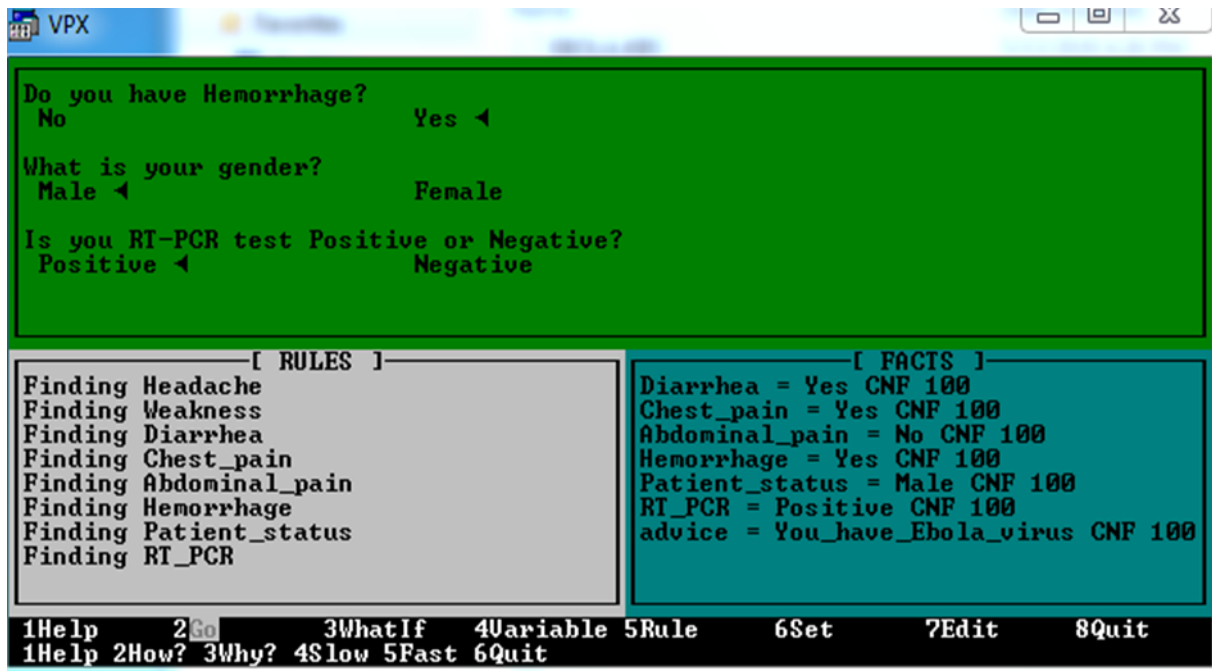 VPX
Do you have Hemorrhage?
No Yes ◄
What is your gender?
Male ◄ Female
Is you RT-PCR test Positive or Negative?
Positive ◄ Negative
[ RULES ]
Finding Headache
Finding Weakness
Finding Diarrhea
Finding Chest_pain
Finding Abdominal_pain
Finding Hemorrhage
Finding Patient_status
Finding RT_PCR
[ FACTS ]
Diarrhea = Yes CNF 100
Chest_pain = Yes CNF 100
Abdominal_pain = No CNF 100
Hemorrhage = Yes CNF 100
Patient_status = Male CNF 100
RT_PCR = Positive CNF 100
advice = You_have_Ebola_virus CNF 100
1Help 2Go 3WhatIf 4Variable 5Rule 6Set 7Edit 8Quit
1Help 2How? 3Why? 4Slow 5Fast 6Quit